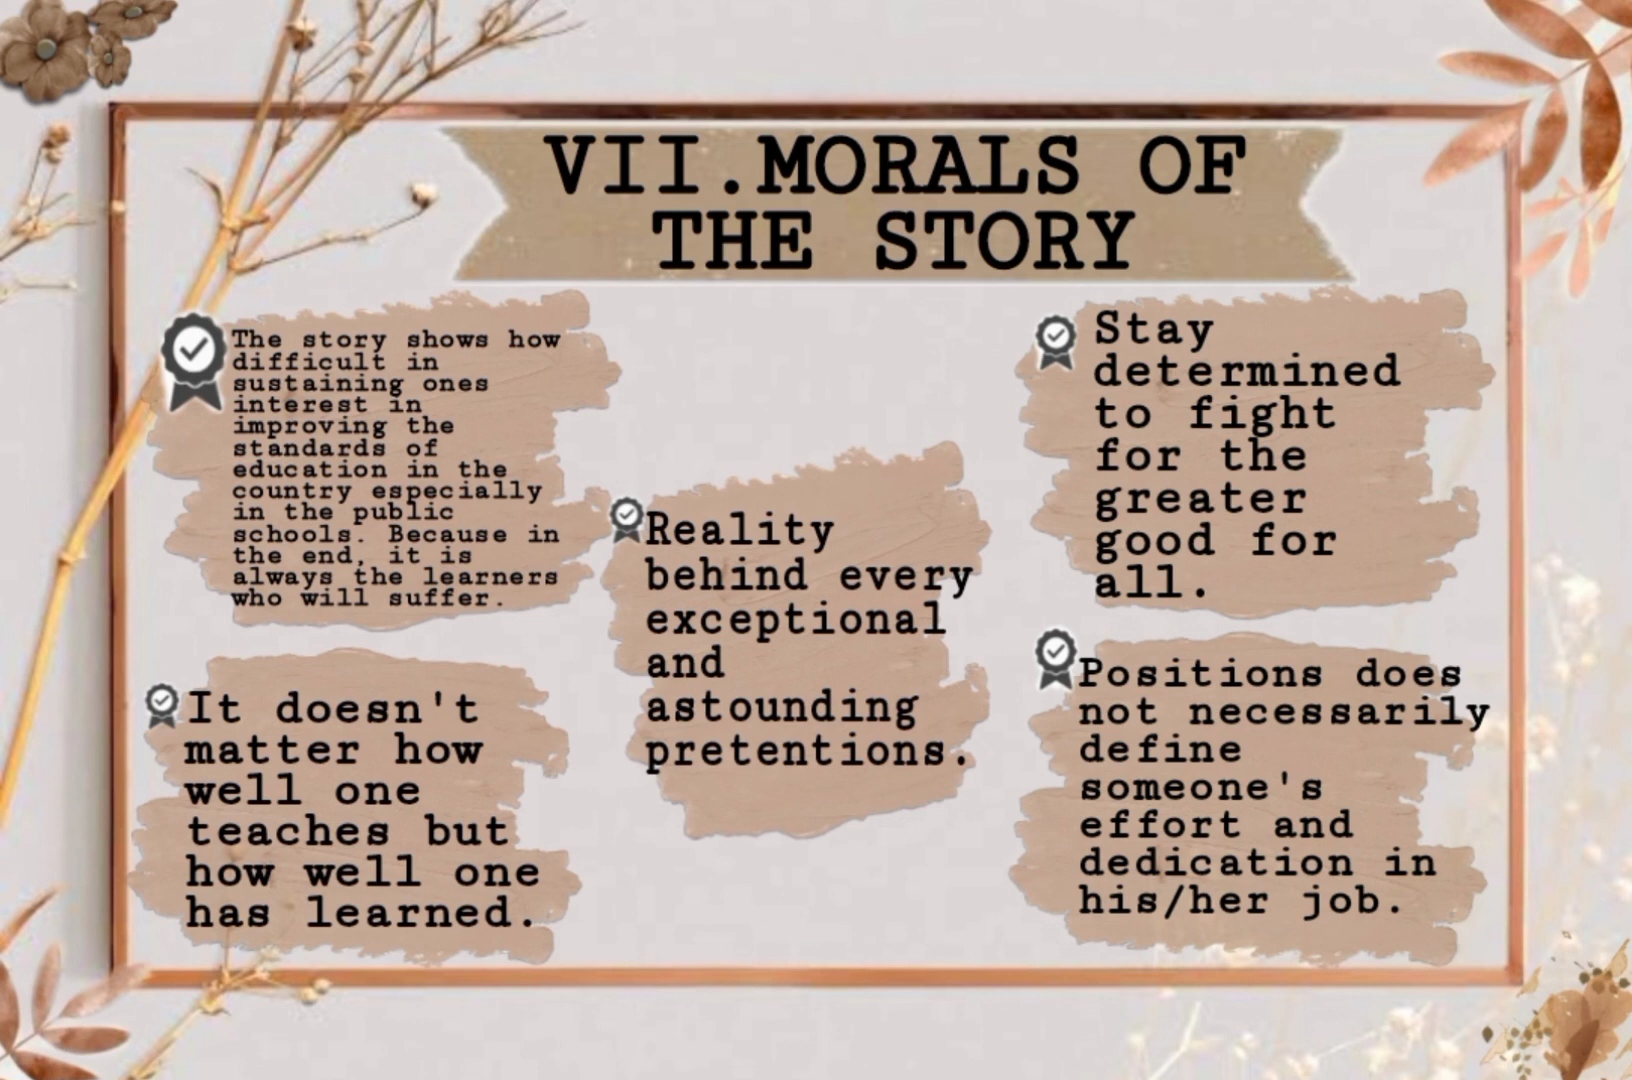 VII.MORALS OF
THE STORY
The story shows how
difficult in
sustaining ones
interest in
improving the
standards of
education in the
country especially
in the public
schools. Because in
the end, it is
always the learners
who will suffer.
It doesn't
matter how
well one
teaches but
how well one
has learned.
Reality
behind every
exceptional
and
astounding
pretentions.
Stay
determined
to fight
for the
greater
good for
all.
Positions does
not necessarily
define
someone's
effort and
dedication in
his/her job.